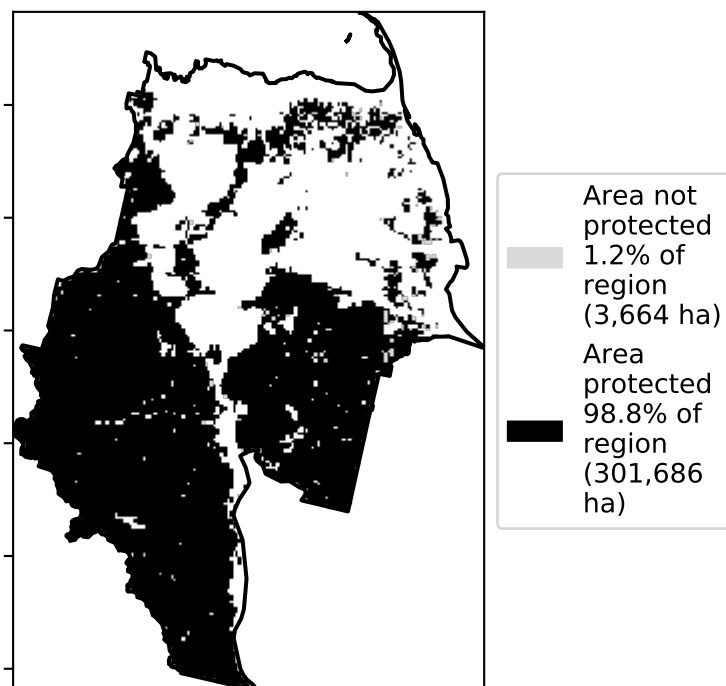 Area not
protected
1.2% of
region
(3,664 ha)
Area
protected
98.8% of
region
(301,686
ha)